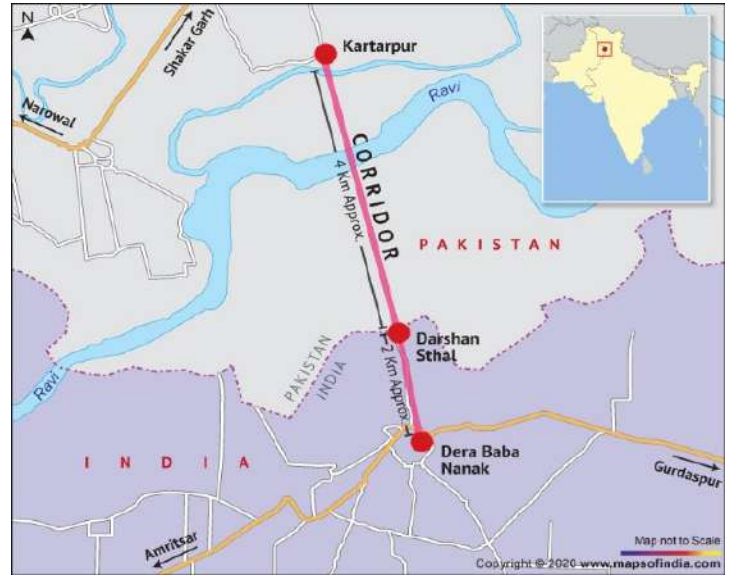 N
Shakar Garh
Kartarpur
Narowal
Ravi
CORRIDOR
4 Km Approx.
PAKISTAN
Darshan
Sthal
PAKISTAN
INDIA
2 Km Approx.
Ravi
INDIA
Dera Baba
Nanak
Gurdaspur
Amritsar
Map not to Scale
Copyright © 2020 www.mapsofindia.com